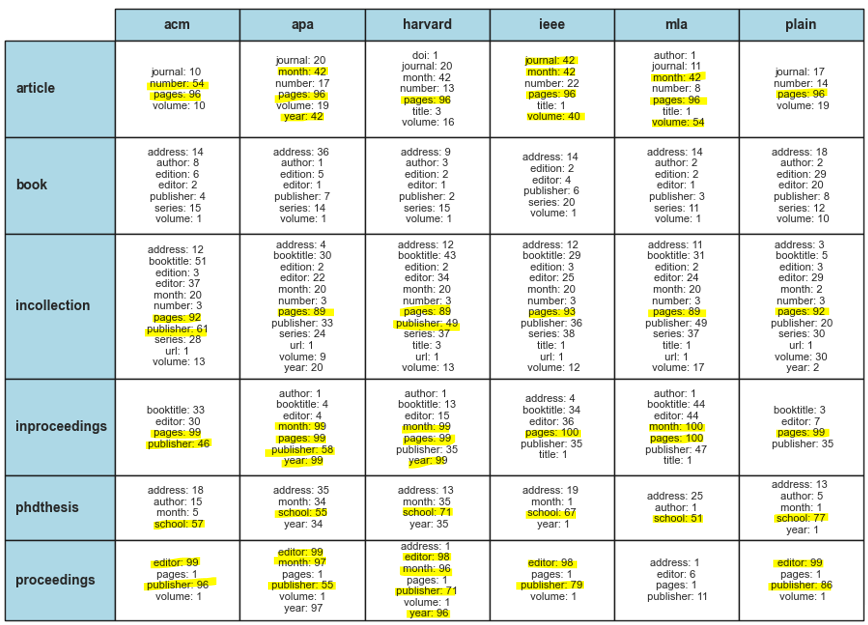 acm
apa
harvard
ieee
mla
plain
article
journal: 10
number: 54
pages: 96
volume: 10
journal: 20
month: 42
number: 17
pages: 96
volume: 19
year: 42
doi: 1
journal: 20
month: 42
number: 13
pages: 96
title: 3
volume: 16
journal: 42
month: 42
number: 22
pages: 96
title: 1
volume: 40
author: 1
journal: 11
month: 42
number: 8
pages: 96
title: 1
volume: 54
journal: 17
number: 14
pages: 96
volume: 19
book
address: 14
author: 8
edition: 6
editor: 2
publisher: 4
series: 15
volume: 1
address: 36
author: 1
edition: 5
editor: 1
publisher: 7
series: 14
volume: 1
address: 9
author: 3
edition: 2
editor: 1
publisher: 2
series: 15
volume: 1
address: 14
edition: 2
editor: 4
publisher: 6
series: 20
volume: 1
address: 14
author: 2
edition: 2
editor: 1
publisher: 3
series: 11
volume: 1
address: 18
author: 2
edition: 29
editor: 20
publisher: 8
series: 12
volume: 10
incollection
address: 12
booktitle: 51
edition: 3
editor: 37
month: 20
number: 3
pages: 92
publisher: 61
series: 28
url: 1
volume: 13
address: 4
booktitle: 30
edition: 2
editor: 22
month: 20
number: 3
pages: 89
publisher: 33
series: 24
url: 1
volume: 9
year: 20
address: 12
booktitle: 43
edition: 2
editor: 34
month: 20
number: 3
pages: 89
publisher: 49
series: 37
title: 3
url: 1
volume: 13
address: 12
booktitle: 29
edition: 3
editor: 25
month: 20
number: 3
pages: 93
publisher: 36
series: 38
title: 1
url: 1
volume: 12
address: 11
booktitle: 31
edition: 2
editor: 24
month: 20
number: 3
pages: 89
publisher: 49
series: 37
title: 1
url: 1
volume: 17
address: 3
booktitle: 5
edition: 3
editor: 29
month: 2
number: 3
pages: 92
publisher: 20
series: 30
url: 1
volume: 30
year: 2
inproceedings
booktitle: 33
editor: 30
pages: 99
publisher: 46
author: 1
booktitle: 4
editor: 4
month: 99
pages: 99
publisher: 58
year: 99
author: 1
booktitle: 13
editor: 15
month: 99
pages: 99
publisher: 35
year: 99
address: 4
booktitle: 34
editor: 36
pages: 100
publisher: 35
title: 1
author: 1
booktitle: 44
editor: 44
month: 100
pages: 100
publisher: 47
title: 1
booktitle: 3
editor: 7
pages: 99
publisher: 35
phdthesis
address: 18
author: 15
month: 5
school: 57
address: 35
month: 34
school: 55
year: 34
address: 13
month: 35
school: 71
year: 35
address: 19
month: 1
school: 67
year: 1
address: 25
author: 1
school: 51
address: 13
author: 5
month: 1
school: 77
year: 1
proceedings
editor: 99
pages: 1
publisher: 96
volume: 1
editor: 99
month: 97
pages: 1
publisher: 55
volume: 1
year: 97
address: 1
editor: 98
month: 96
pages: 1
publisher: 71
volume: 1
year: 96
editor: 98
pages: 1
publisher: 79
volume: 1
address: 1
editor: 6
pages: 1
publisher: 11
editor: 99
pages: 1
publisher: 86
volume: 1